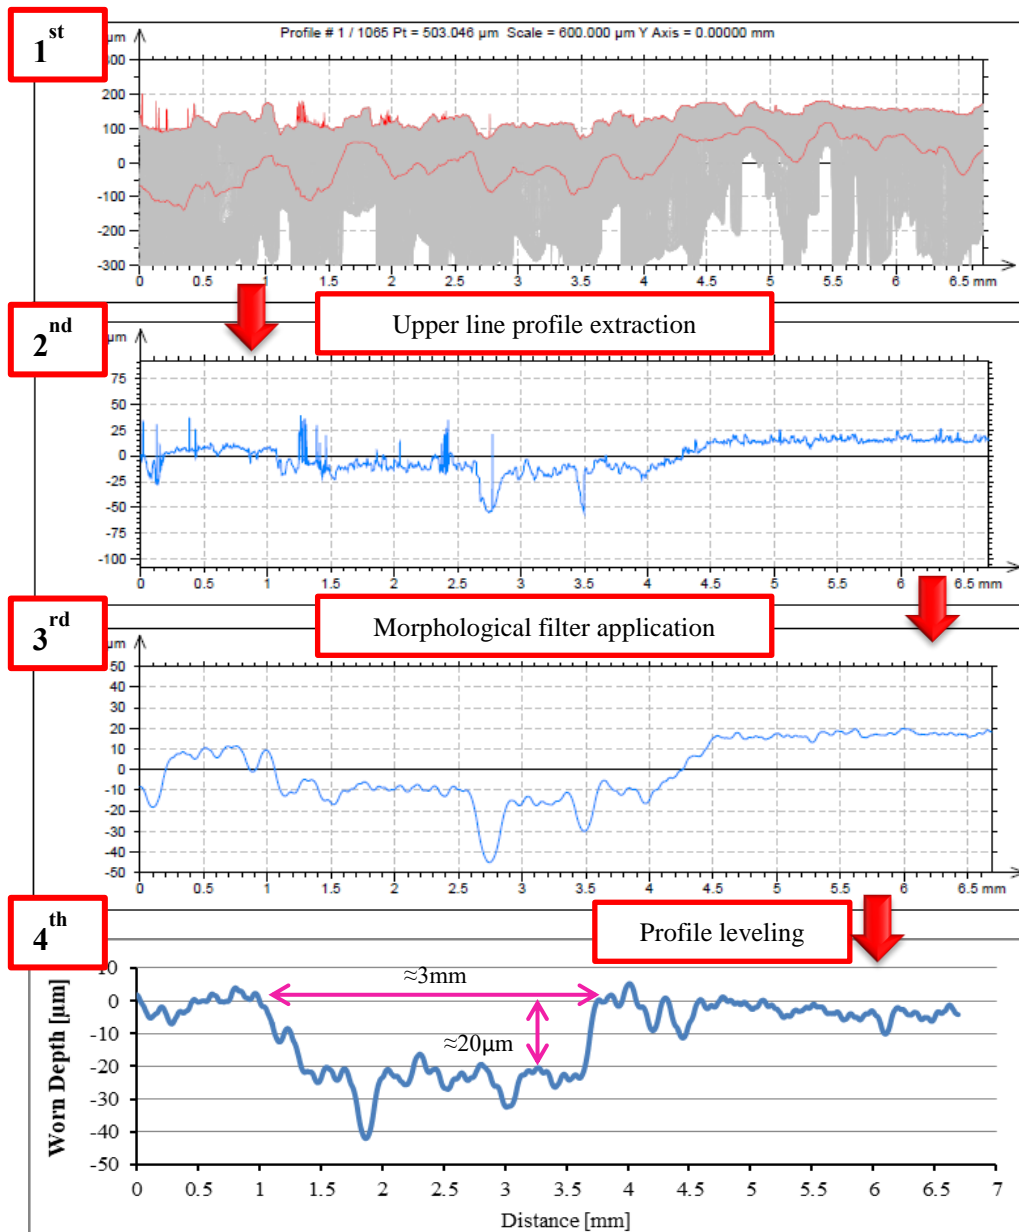 1st
µm
Profile # 1 / 1065 Pt = 503.046 µm Scale = 600.000 µm Y Axis = 0.00000 mm
300
200
100
0
-100
-200
-300
0 0.5 1 1.5 2 2.5 3 3.5 4 4.5 5 5.5 6 6.5 mm
2nd
Upper line profile extraction
µm
75
50
25
0
-25
-50
-75
-100
0 0.5 1 1.5 2 2.5 3 3.5 4 4.5 5 5.5 6 6.5 mm
3rd
Morphological filter application
µm
50
40
30
20
10
0
-10
-20
-30
-40
-50
0 0.5 1 1.5 2 2.5 3 3.5 4 4.5 5 5.5 6 6.5 mm
4th
Profile leveling
10
0
-10
-20
-30
-40
-50
≈3mm
≈20µm
Worn Depth [µm]
0 0.5 1 1.5 2 2.5 3 3.5 4 4.5 5 5.5 6 6.5 7
Distance [mm]